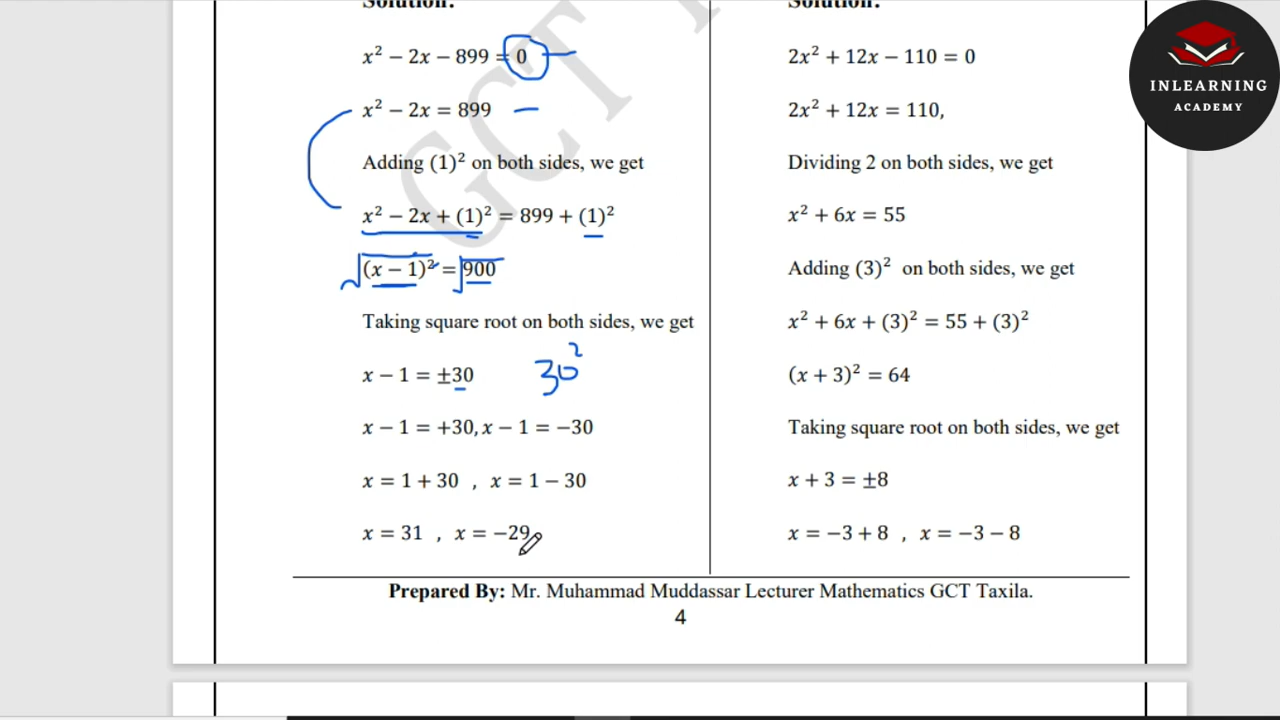 Solution:
x² − 2x − 899 = 0
x² − 2x = 899
Adding (1)² on both sides, we get
x² − 2x + (1)² = 899 + (1)²
√(x − 1)² = √900
Taking square root on both sides, we get
x − 1 = ±30
30²
x − 1 = +30, x − 1 = −30
x = 1 + 30 , x = 1 − 30
x = 31 , x = −29
Solution:
2x² + 12x − 110 = 0
2x² + 12x = 110,
Dividing 2 on both sides, we get
x² + 6x = 55
Adding (3)² on both sides, we get
x² + 6x + (3)² = 55 + (3)²
(x + 3)² = 64
Taking square root on both sides, we get
x + 3 = ±8
x = −3 + 8 , x = −3 − 8
Prepared By: Mr. Muhammad Muddassar Lecturer Mathematics GCT Taxila.
4
GCT
INLEARNING
ACADEMY